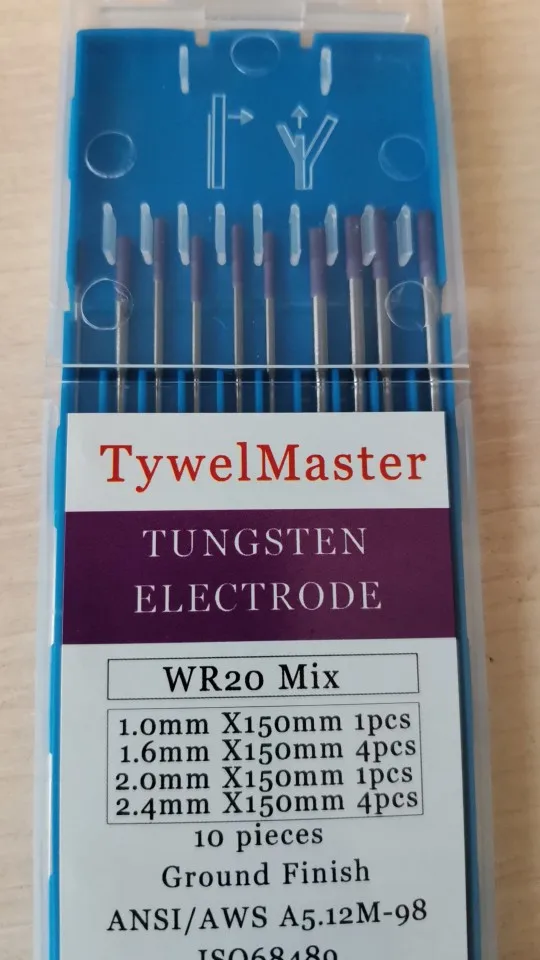 TywelMaster
TUNGSTEN
ELECTRODE
WR20 Mix
1.0mm X150mm 1pcs
1.6mm X150mm 4pcs
2.0mm X150mm 1pcs
2.4mm X150mm 4pcs
10 pieces
Ground Finish
ANSI/AWS A5.12M-98
ISO68489